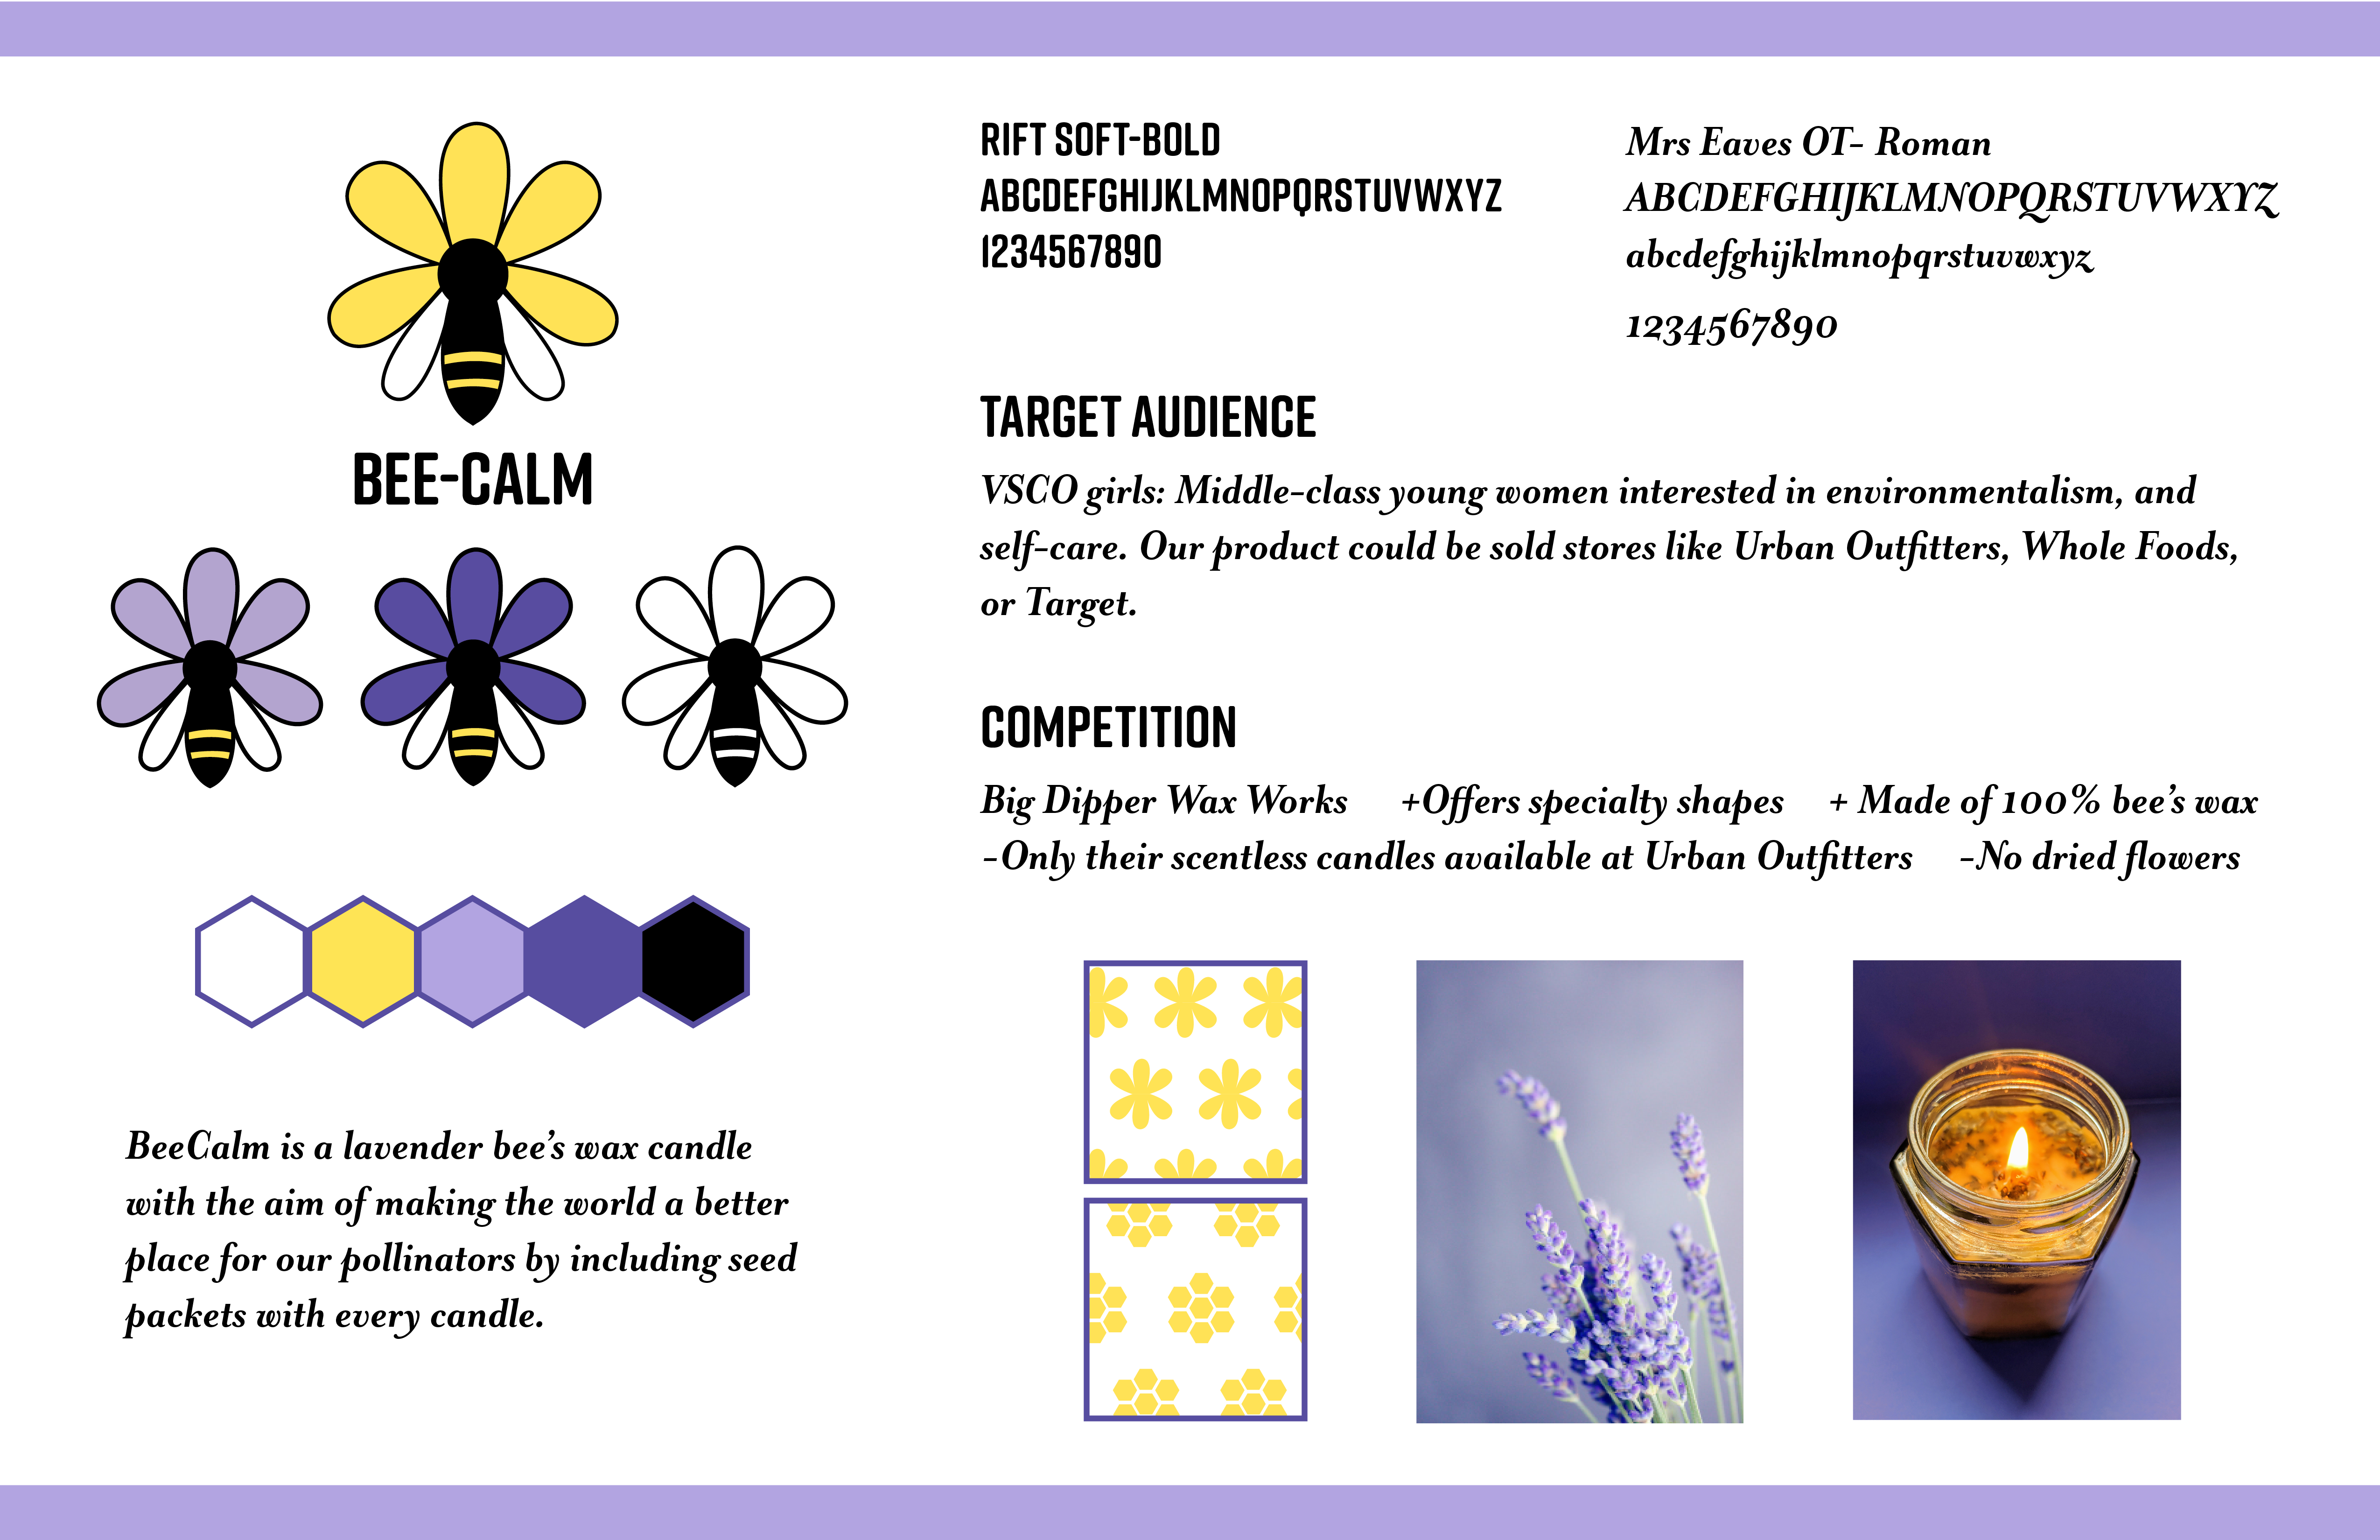 BEE-CALM
BeeCalm is a lavender bee’s wax candle
with the aim of making the world a better
place for our pollinators by including seed
packets with every candle.
RIFT SOFT-BOLD
ABCDEFGHIJKLMNOPQRSTUVWXYZ
1234567890
Mrs Eaves OT- Roman
ABCDEFGHIJKLMNOPQRSTUVWXYZ
abcdefghijklmnopqrstuvwxyz
1234567890
TARGET AUDIENCE
VSCO girls: Middle-class young women interested in environmentalism, and
self-care. Our product could be sold stores like Urban Outfitters, Whole Foods,
or Target.
COMPETITION
Big Dipper Wax Works +Offers specialty shapes + Made of 100% bee’s wax
-Only their scentless candles available at Urban Outfitters -No dried flowers